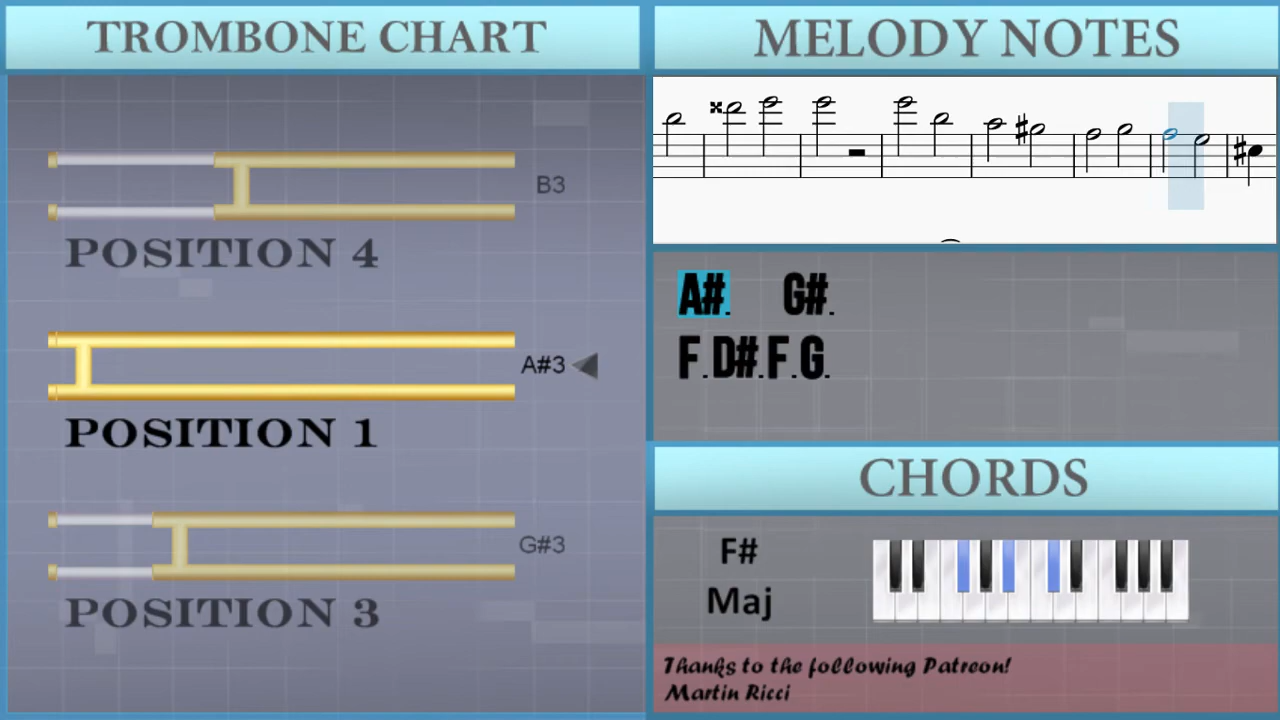 TROMBONE CHART
B3
POSITION 4
A#3
POSITION 1
G#3
POSITION 3
MELODY NOTES
A#. G#.
F.D#.F.G.
CHORDS
F#
Maj
Thanks to the following Patreon!
Martin Ricci